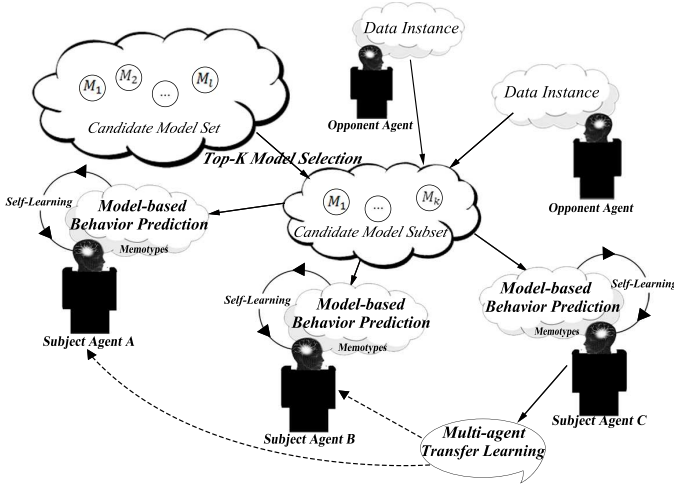 Data Instance
M1 M2 ... Ml
Candidate Model Set
Opponent Agent
Data Instance
Top-K Model Selection
Opponent Agent
M1 ... Mk
Candidate Model Subset
Self-Learning
Model-based
Behavior Prediction
Memotypes
Subject Agent A
Self-Learning
Model-based
Behavior Prediction
Memotypes
Subject Agent B
Model-based
Behavior Prediction
Self-Learning
Memotypes
Subject Agent C
Multi-agent
Transfer Learning